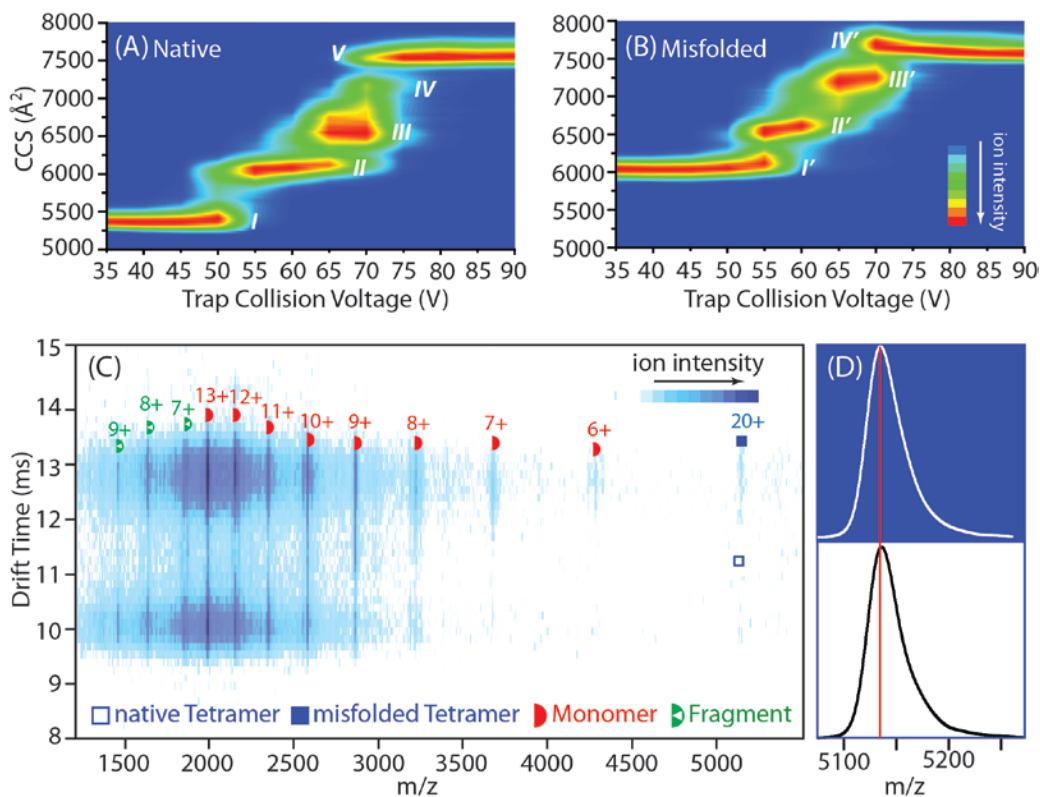 (A) Native
8000
7500
7000
6500
6000
5500
5000
CCS (Å²)
V
IV
III
II
I
35 40 45 50 55 60 65 70 75 80 85 90
Trap Collision Voltage (V)
(B) Misfolded
8000
7500
7000
6500
6000
5500
5000
IV'
III'
II'
I'
ion intensity
35 40 45 50 55 60 65 70 75 80 85 90
Trap Collision Voltage (V)
(C)
ion intensity
15
14
13
12
11
10
9
8
Drift Time (ms)
9+ 8+ 7+ 13+ 12+ 11+ 10+ 9+ 8+ 7+ 6+ 20+
native Tetramer misfolded Tetramer Monomer Fragment
1500 2000 2500 3000 3500 4000 4500 5000
m/z
(D)
5100 5200
m/z